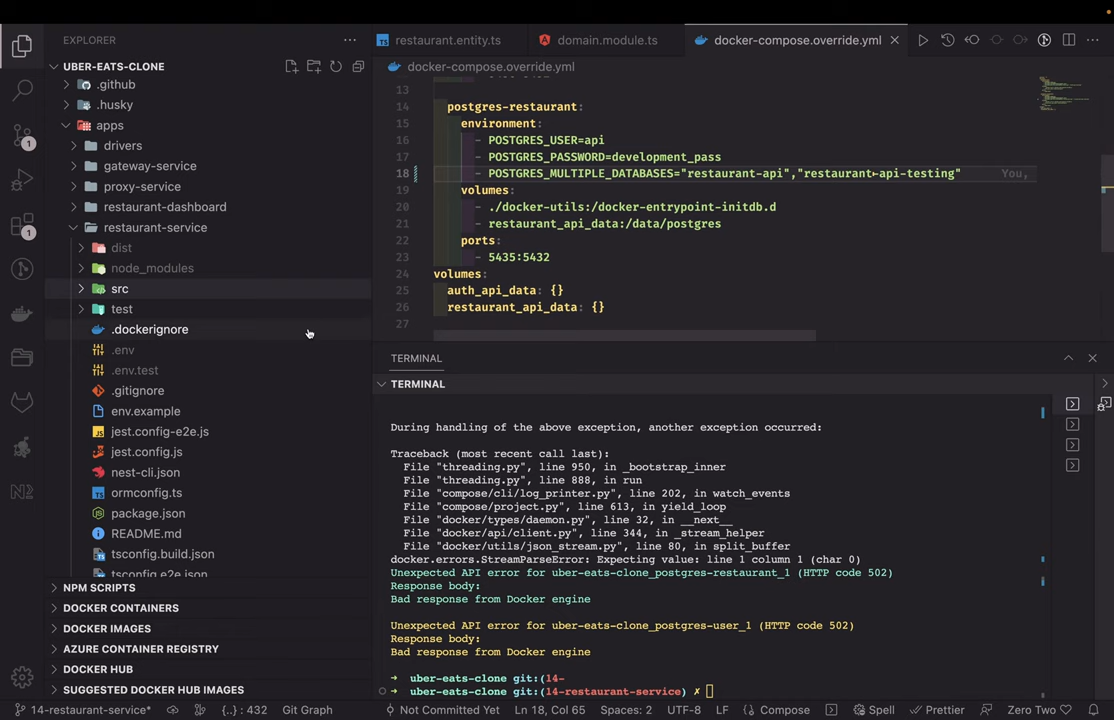 EXPLORER
restaurant.entity.ts
domain.module.ts
docker-compose.override.yml
UBER-EATS-CLONE
.github
.husky
apps
drivers
gateway-service
proxy-service
restaurant-dashboard
restaurant-service
dist
node_modules
src
test
.dockerignore
.env
.env.test
.gitignore
env.example
jest.config-e2e.js
jest.config.js
nest-cli.json
ormconfig.ts
package.json
README.md
tsconfig.build.json
tsconfig.e2e.json
NPM SCRIPTS
DOCKER CONTAINERS
DOCKER IMAGES
AZURE CONTAINER REGISTRY
DOCKER HUB
SUGGESTED DOCKER HUB IMAGES
1
1
docker-compose.override.yml
13
14 postgres-restaurant:
15 environment:
16 - POSTGRES_USER=api
17 - POSTGRES_PASSWORD=development_pass
18 - POSTGRES_MULTIPLE_DATABASES="restaurant-api","restaurant-api-testing" You,
19 volumes:
20 - ./docker-utils:/docker-entrypoint-initdb.d
21 - restaurant_api_data:/data/postgres
22 ports:
23 - 5435:5432
24 volumes:
25 auth_api_data: {}
26 restaurant_api_data: {}
27
TERMINAL
TERMINAL
During handling of the above exception, another exception occurred:
Traceback (most recent call last):
File "threading.py", line 950, in _bootstrap_inner
File "threading.py", line 888, in run
File "compose/cli/log_printer.py", line 202, in watch_events
File "compose/project.py", line 613, in yield_loop
File "docker/types/daemon.py", line 32, in __next__
File "docker/api/client.py", line 344, in _stream_helper
File "docker/utils/json_stream.py", line 80, in split_buffer
docker.errors.StreamParseError: Expecting value: line 1 column 1 (char 0)
Unexpected API error for uber-eats-clone_postgres-restaurant_1 (HTTP code 502)
Response body:
Bad response from Docker engine
Unexpected API error for uber-eats-clone_postgres-user_1 (HTTP code 502)
Response body:
Bad response from Docker engine
➜ uber-eats-clone git:(14-
➜ uber-eats-clone git:(14-restaurant-service) ✗
14-restaurant-service* {..} : 432 Git Graph Not Committed Yet Ln 18, Col 65 Spaces: 2 UTF-8 LF Compose Spell Prettier Zero Two